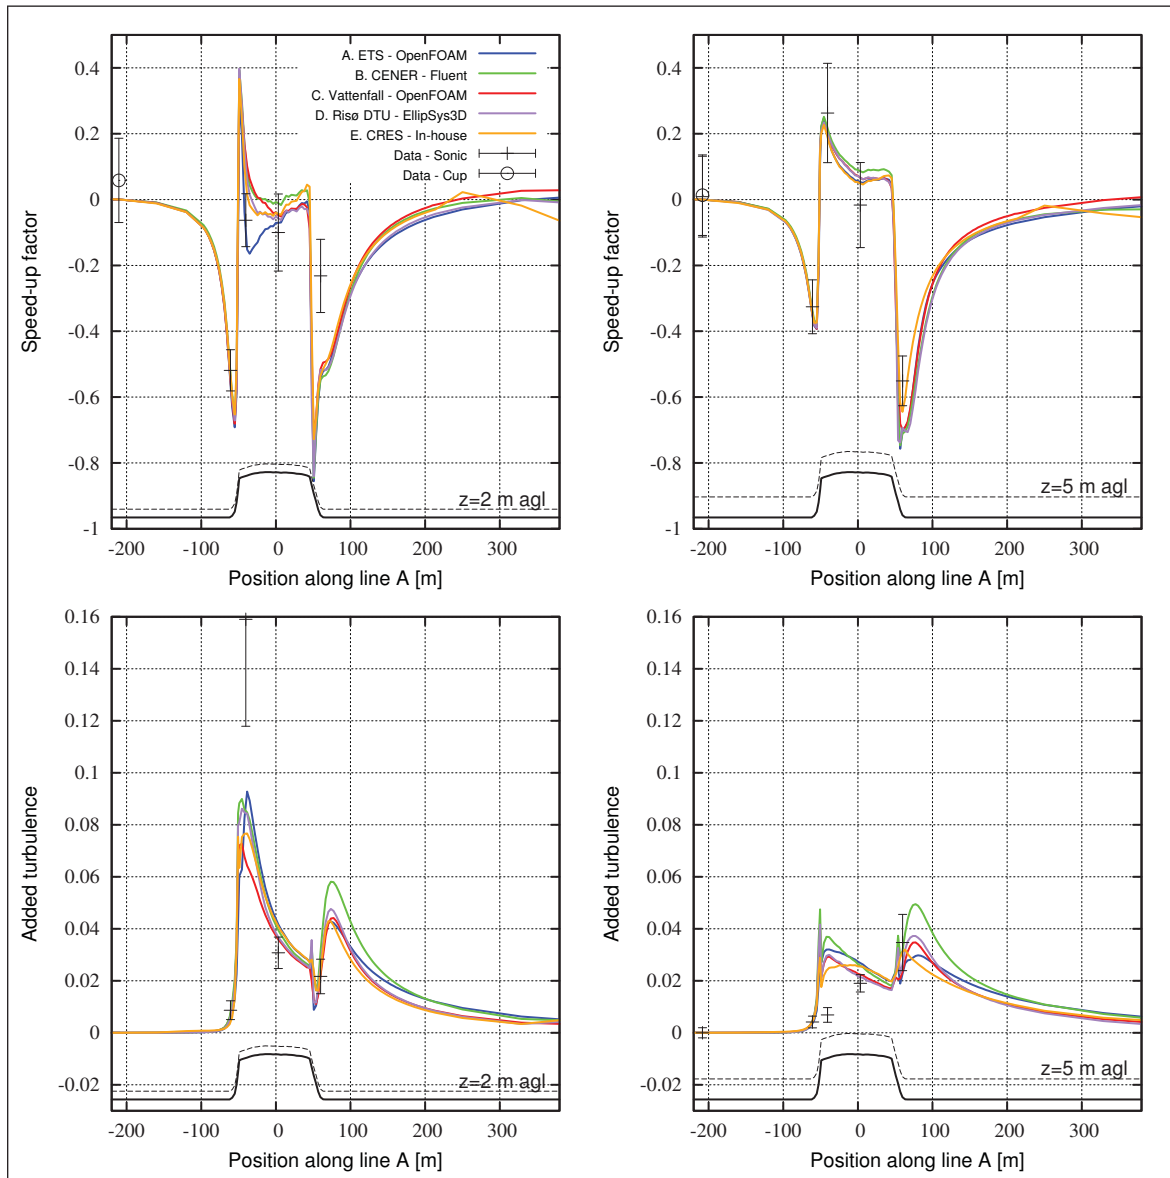 A. ETS - OpenFOAM
B. CENER - Fluent
C. Vattenfall - OpenFOAM
D. Risø DTU - EllipSys3D
E. CRES - In-house
Data - Sonic
Data - Cup
0.4
0.2
0
-0.2
-0.4
-0.6
-0.8
-1
Speed-up factor
z=2 m agl
-200 -100 0 100 200 300
Position along line A [m]
0.4
0.2
0
-0.2
-0.4
-0.6
-0.8
-1
Speed-up factor
z=5 m agl
-200 -100 0 100 200 300
Position along line A [m]
0.16
0.14
0.12
0.1
0.08
0.06
0.04
0.02
0
-0.02
Added turbulence
z=2 m agl
-200 -100 0 100 200 300
Position along line A [m]
0.16
0.14
0.12
0.1
0.08
0.06
0.04
0.02
0
-0.02
Added turbulence
z=5 m agl
-200 -100 0 100 200 300
Position along line A [m]